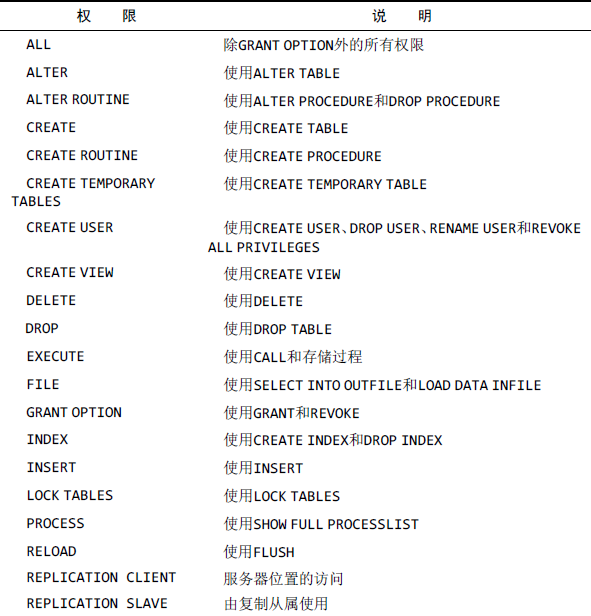 权 限 说 明
ALL 除GRANT OPTION外的所有权限
ALTER 使用ALTER TABLE
ALTER ROUTINE 使用ALTER PROCEDURE和DROP PROCEDURE
CREATE 使用CREATE TABLE
CREATE ROUTINE 使用CREATE PROCEDURE
CREATE TEMPORARY 使用CREATE TEMPORARY TABLE
TABLES
CREATE USER 使用CREATE USER、DROP USER、RENAME USER和REVOKE
ALL PRIVILEGES
CREATE VIEW 使用CREATE VIEW
DELETE 使用DELETE
DROP 使用DROP TABLE
EXECUTE 使用CALL和存储过程
FILE 使用SELECT INTO OUTFILE和LOAD DATA INFILE
GRANT OPTION 使用GRANT和REVOKE
INDEX 使用CREATE INDEX和DROP INDEX
INSERT 使用INSERT
LOCK TABLES 使用LOCK TABLES
PROCESS 使用SHOW FULL PROCESSLIST
RELOAD 使用FLUSH
REPLICATION CLIENT 服务器位置的访问
REPLICATION SLAVE 由复制从属使用